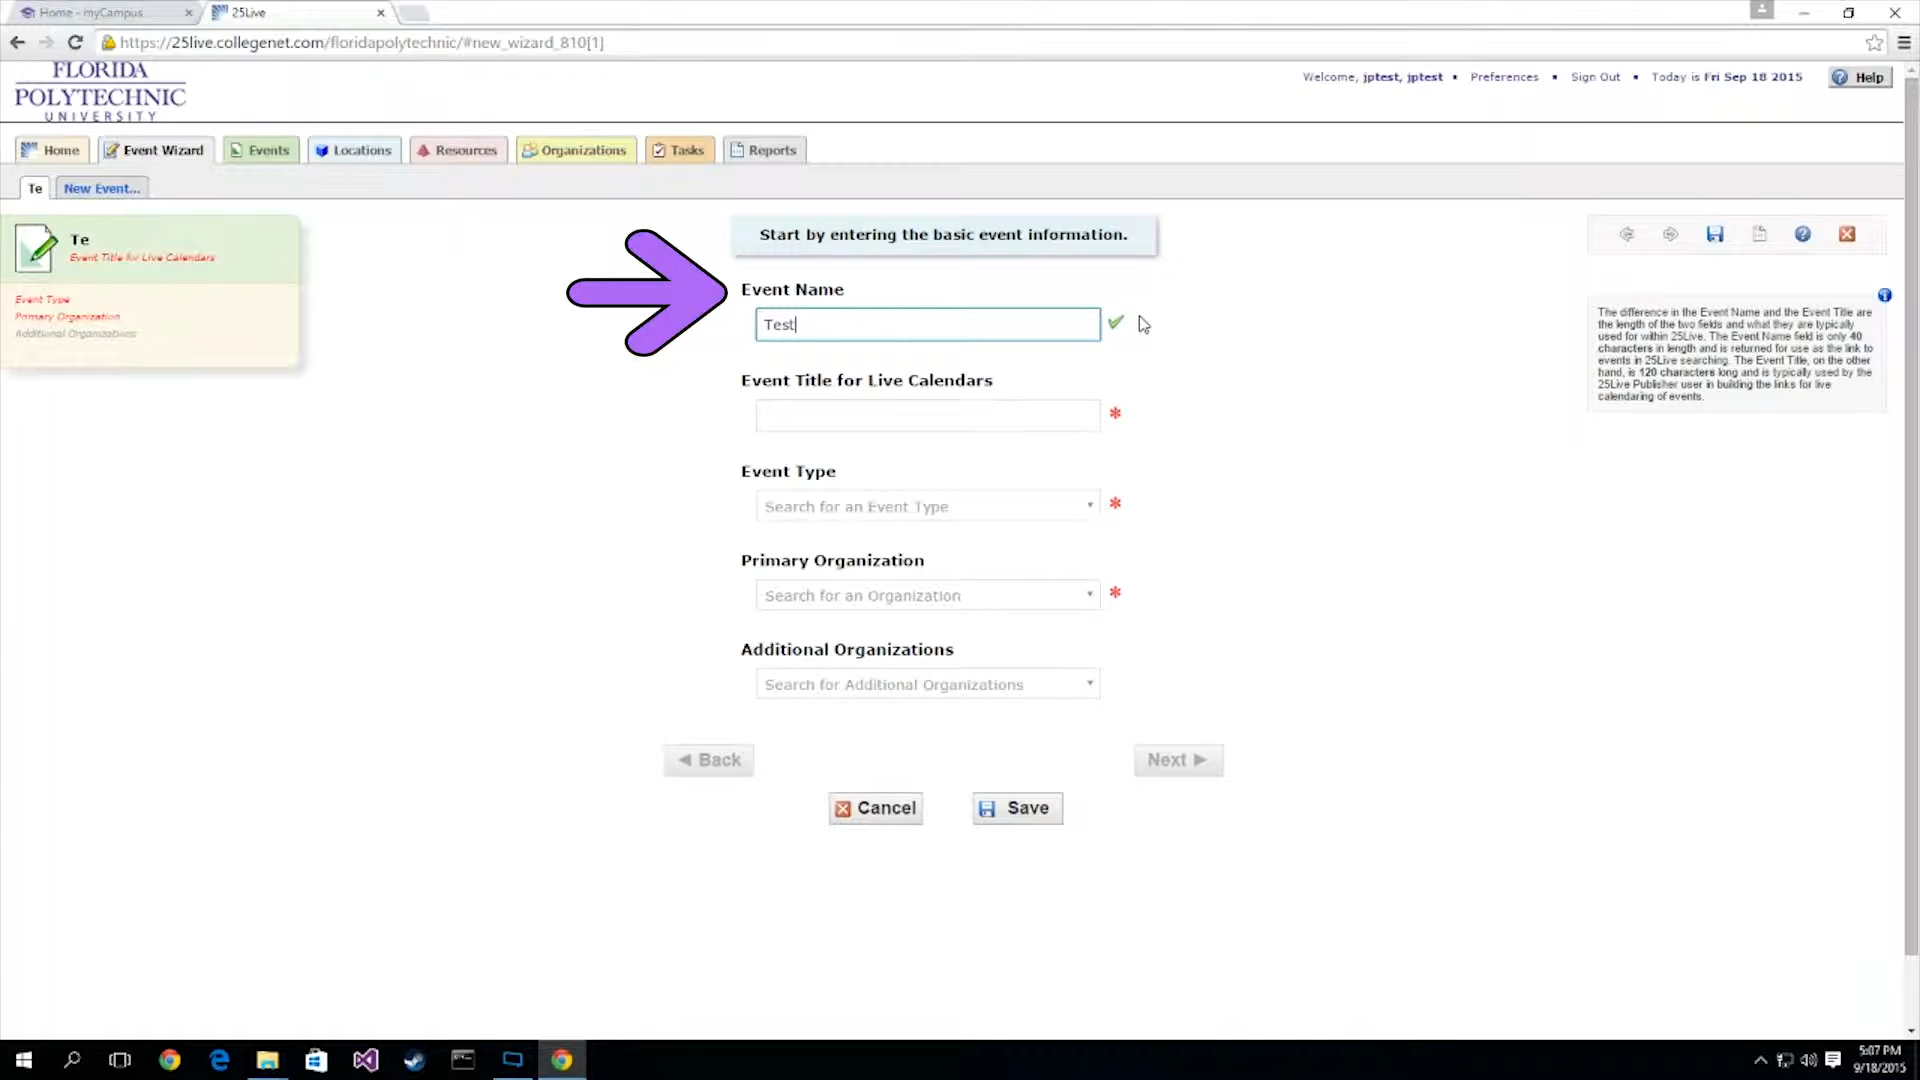 Home - myCampus
25Live
https://25live.collegenet.com/floridapolytechnic/#new_wizard_810[1]
FLORIDA
POLYTECHNIC
UNIVERSITY
Welcome, jptest, jptest ▪ Preferences ▪ Sign Out ▪ Today is Fri Sep 18 2015
Help
Home
Event Wizard
Events
Locations
Resources
Organizations
Tasks
Reports
Te
New Event...
Te
Event Title for Live Calendars
Event Type
Primary Organization
Additional Organizations
Start by entering the basic event information.
Event Name
Test
Event Title for Live Calendars
*
Event Type
Search for an Event Type
*
Primary Organization
Search for an Organization
*
Additional Organizations
Search for Additional Organizations
Back
Next
Cancel
Save
The difference in the Event Name and the Event Title are
the length of the two fields and what they are typically
used for within 25Live. The Event Name field is only 40
characters in length and is returned for use as the link to
events in 25Live searching. The Event Title, on the other
hand, is 120 characters long and is typically used by the
25Live Publisher user in building the links for live
calendaring of events.
5:07 PM
9/18/2015